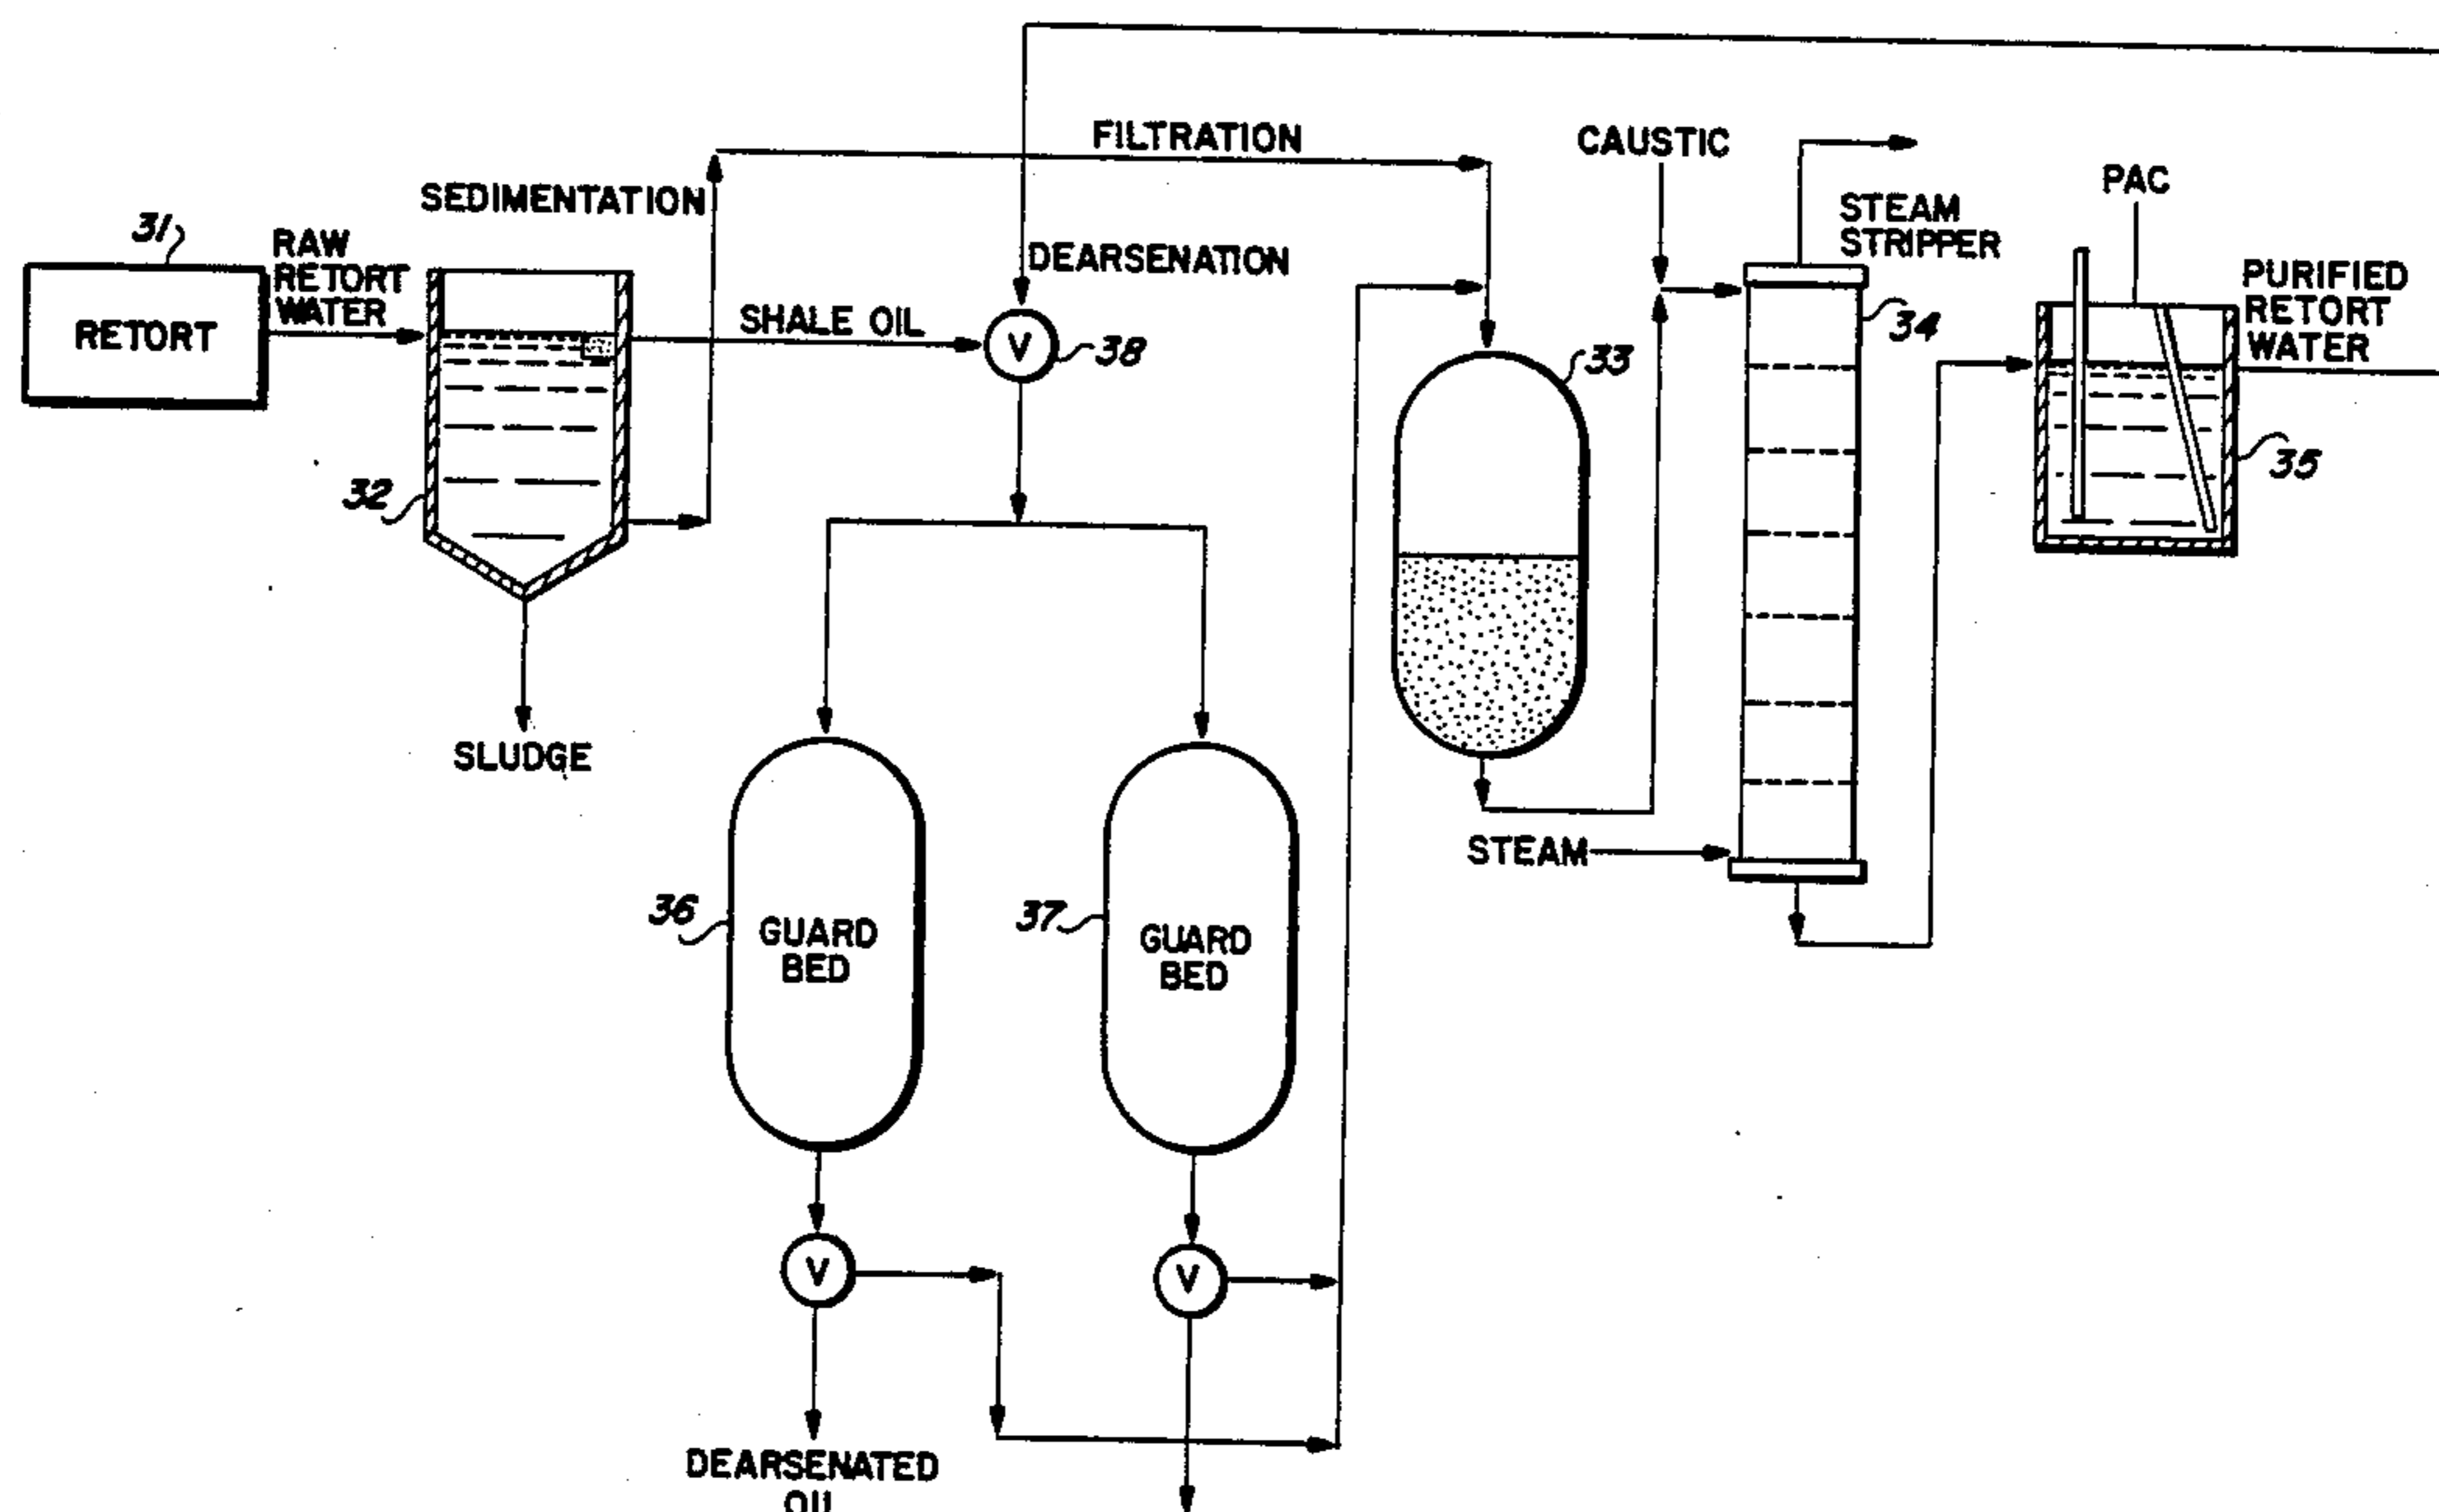 FILTRATION
CAUSTIC
SEDIMENTATION
PAC
31
RAW
RETORT
WATER
STEAM
STRIPPER
DEARSENATION
PURIFIED
RETORT
WATER
RETORT
SHALE OIL
V
38
33
34
32
35
SLUDGE
STEAM
36
GUARD
BED
37
GUARD
BED
V
V
DEARSENATED
OIL